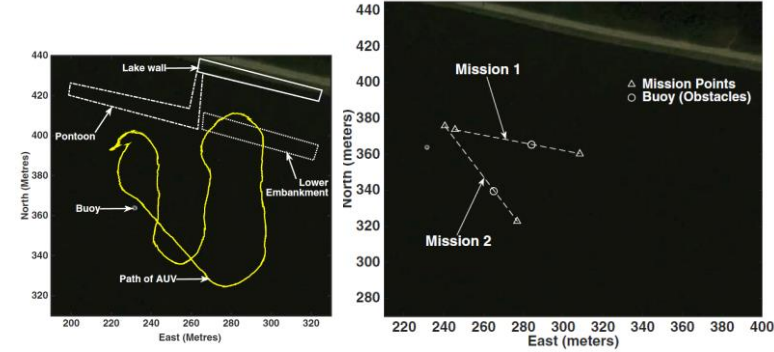 440
420
400
380
360
340
320
200 220 240 260 280 300 320
North (Metres)
East (Metres)
Lake wall
Pontoon
Lower
Embankment
Buoy
Path of AUV
440
420
400
380
360
340
320
300
280
220 240 260 280 300 320 340 360 380 400
North (meters)
East (meters)
Mission 1
Mission Points
Buoy (Obstacles)
Mission 2